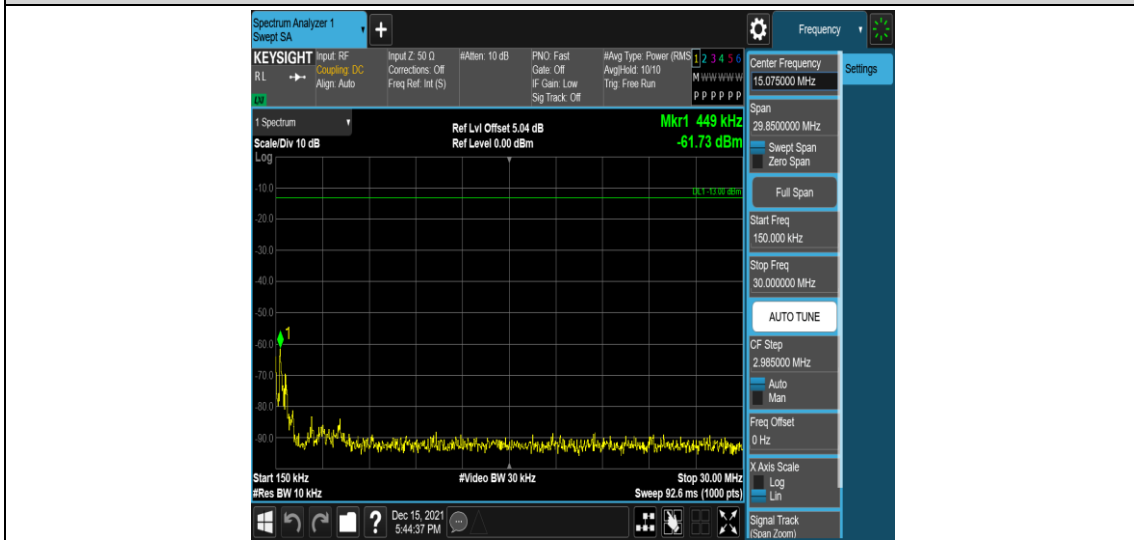 Spectrum Analyzer 1
Swept SA
Frequency
KEYSIGHT
RL
Input: RF
Coupling: DC
Align: Auto
Input Z: 50 Ω
Corrections: Off
Freq Ref: Int (S)
#Atten: 10 dB
PNO: Fast
Gate: Off
IF Gain: Low
Sig Track: Off
#Avg Type: Power (RMS
Avg|Hold: 10/10
Trig: Free Run
1 2 3 4 5 6
M W W W W W
P P P P P P
Center Frequency
15.075000 MHz
Settings
Span
29.8500000 MHz
Swept Span
Zero Span
Full Span
Start Freq
150.000 kHz
Stop Freq
30.000000 MHz
AUTO TUNE
CF Step
2.985000 MHz
Auto
Man
Freq Offset
0 Hz
X Axis Scale
Log
Lin
Signal Track
(Span Zoom)
1 Spectrum
Scale/Div 10 dB
Log
Ref Lvl Offset 5.04 dB
Ref Level 0.00 dBm
Mkr1 449 kHz
-61.73 dBm
DL1 -13.00 dBm
-10.0
-20.0
-30.0
-40.0
-50.0
1
-60.0
-70.0
-80.0
-90.0
Start 150 kHz
#Video BW 30 kHz
Stop 30.00 MHz
#Res BW 10 kHz
Sweep 92.6 ms (1000 pts)
?
Dec 15, 2021
5:44:37 PM